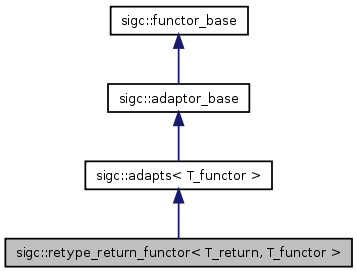 sigc::functor_base
sigc::adaptor_base
sigc::adapts< T_functor >
sigc::retype_return_functor< T_return, T_functor >